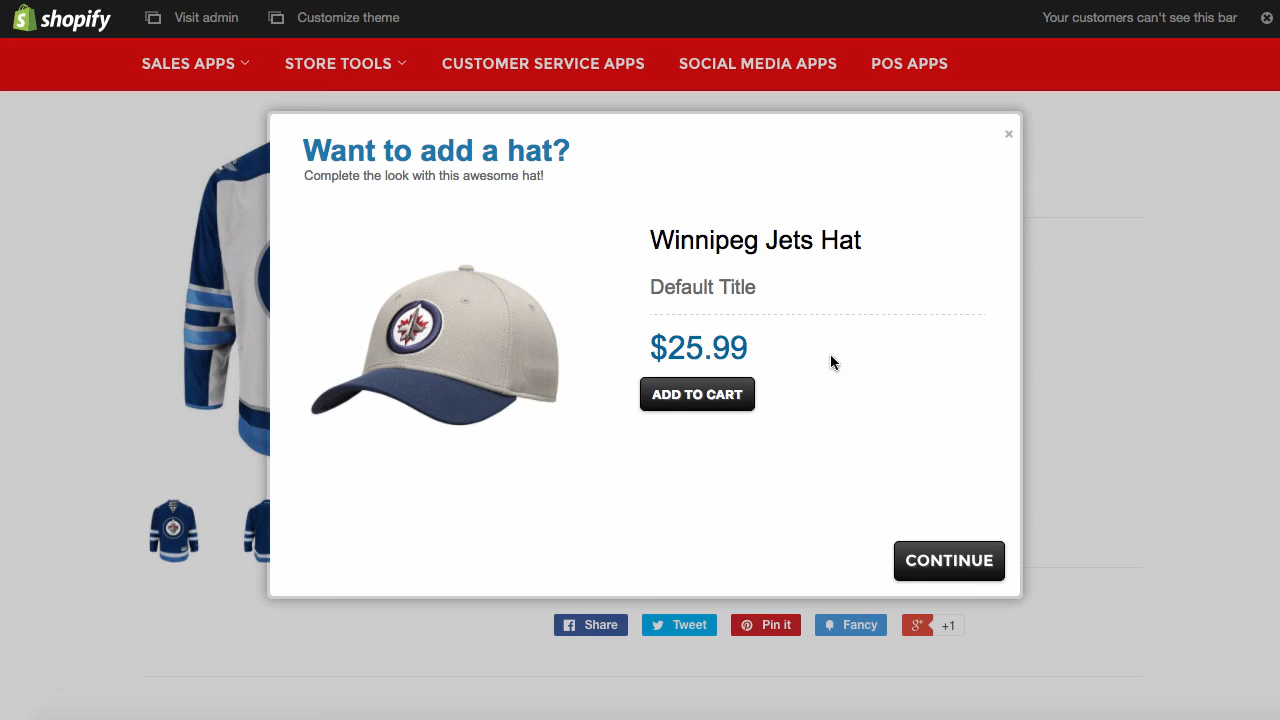 shopify Visit admin Customize theme Your customers can't see this bar
SALES APPS STORE TOOLS CUSTOMER SERVICE APPS SOCIAL MEDIA APPS POS APPS
Want to add a hat?
Complete the look with this awesome hat!
Winnipeg Jets Hat
Default Title
$25.99
ADD TO CART
CONTINUE
Share Tweet Pin it Fancy g+ +1